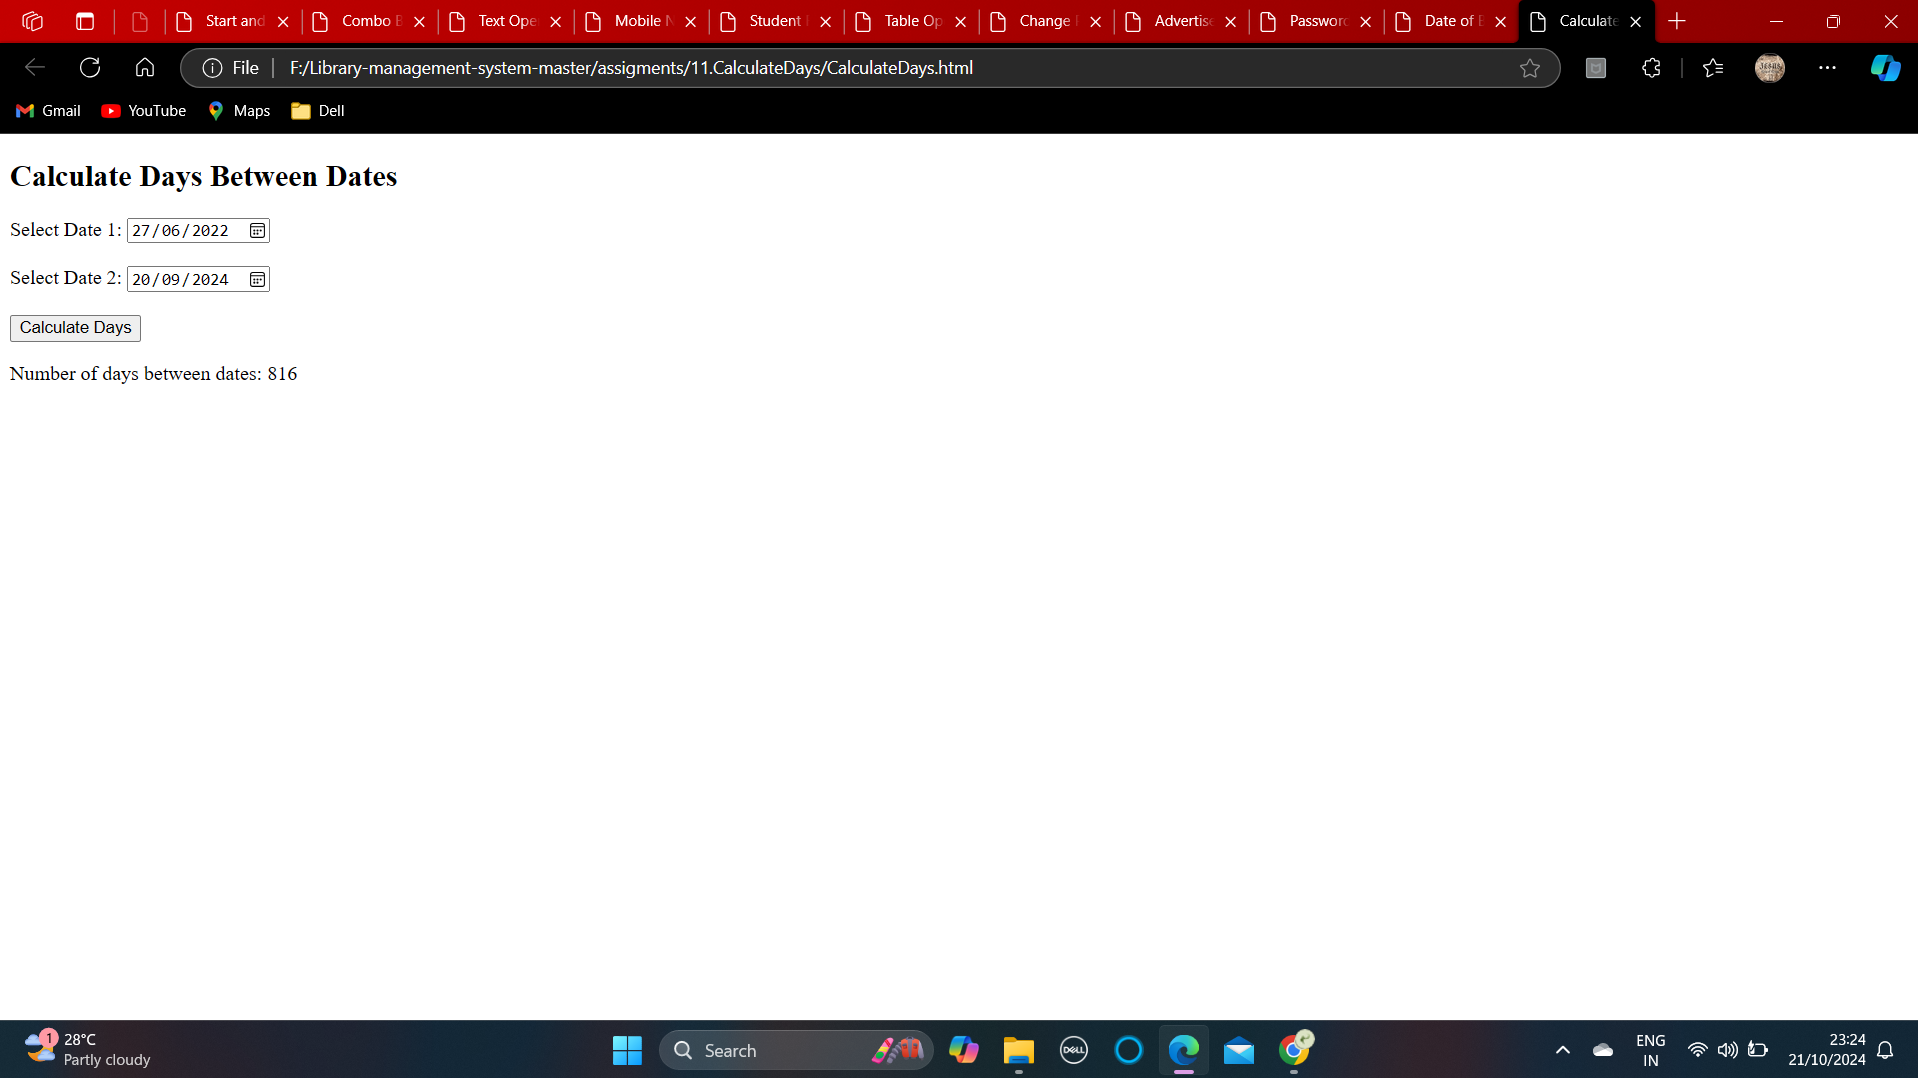 Start and
Combo B
Text Ope
Mobile N
Student
Table Op
Change
Advertise
Password
Date of B
Calculate
File
F:/Library-management-system-master/assigments/11.CalculateDays/CalculateDays.html
Gmail
YouTube
Maps
Dell
Calculate Days Between Dates
Select Date 1: 27/06/2022
Select Date 2: 20/09/2024
Calculate Days
Number of days between dates: 816
1
28°C
Partly cloudy
Search
DELL
ENG
IN
23:24
21/10/2024